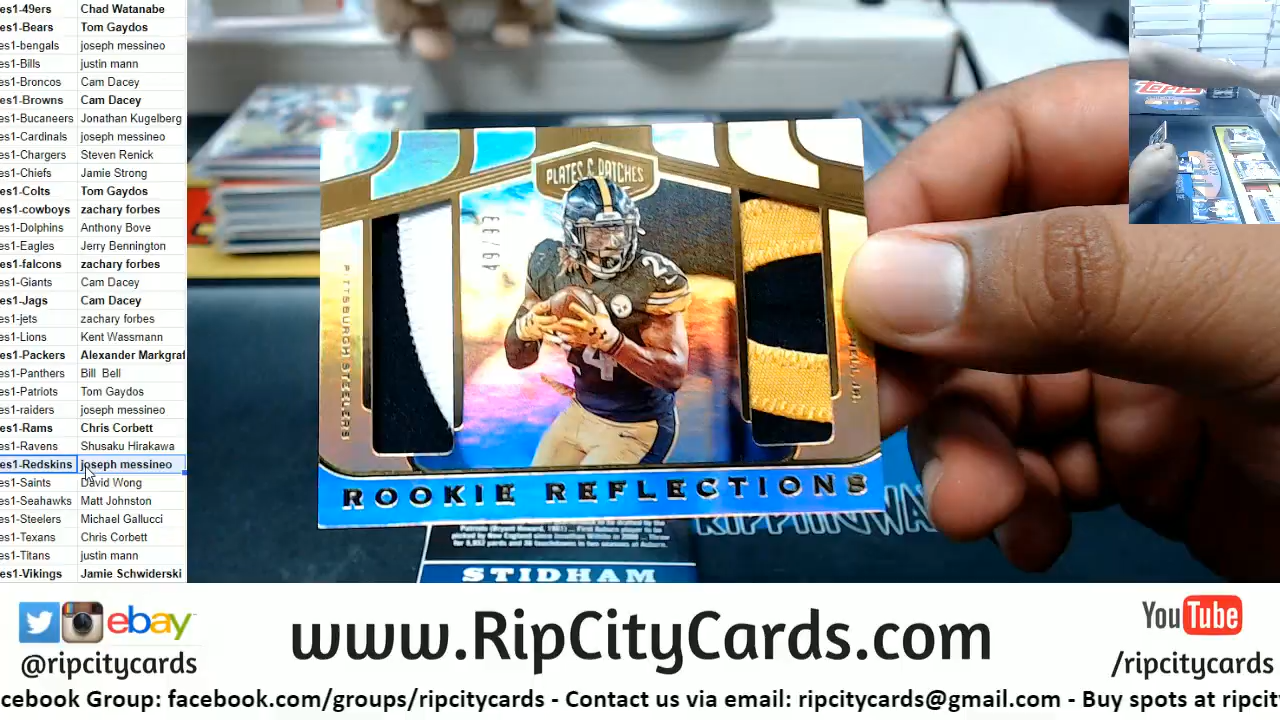 es1-49ers Chad Watanabe
es1-Bears Tom Gaydos
es1-bengals joseph messineo
es1-Bills justin mann
es1-Broncos Cam Dacey
es1-Browns Cam Dacey
es1-Bucaneers Jonathan Kugelberg
es1-Cardinals joseph messineo
es1-Chargers Steven Renick
es1-Chiefs Jamie Strong
es1-Colts Tom Gaydos
es1-cowboys zachary forbes
es1-Dolphins Anthony Bove
es1-Eagles Jerry Bennington
es1-falcons zachary forbes
es1-Giants Cam Dacey
es1-Jags Cam Dacey
es1-jets zachary forbes
es1-Lions Kent Wassmann
es1-Packers Alexander Markgraf
es1-Panthers Bill Bell
es1-Patriots Tom Gaydos
es1-raiders joseph messineo
es1-Rams Chris Corbett
es1-Ravens Shusaku Hirakawa
es1-Redskins joseph messineo
es1-Saints David Wong
es1-Seahawks Matt Johnston
es1-Steelers Michael Gallucci
es1-Texans Chris Corbett
es1-Titans justin mann
es1-Vikings Jamie Schwiderski
PLATES & PATCHES
49/99
PITTSBURGH STEELERS
24
24
ROOKIE REFLECTIONS
STIDHAM
Topps
ebay
@ripcitycards
www.RipCityCards.com
YouTube
/ripcitycards
cebook Group: facebook.com/groups/ripcitycards - Contact us via email: ripcitycards@gmail.com - Buy spots at ripcit